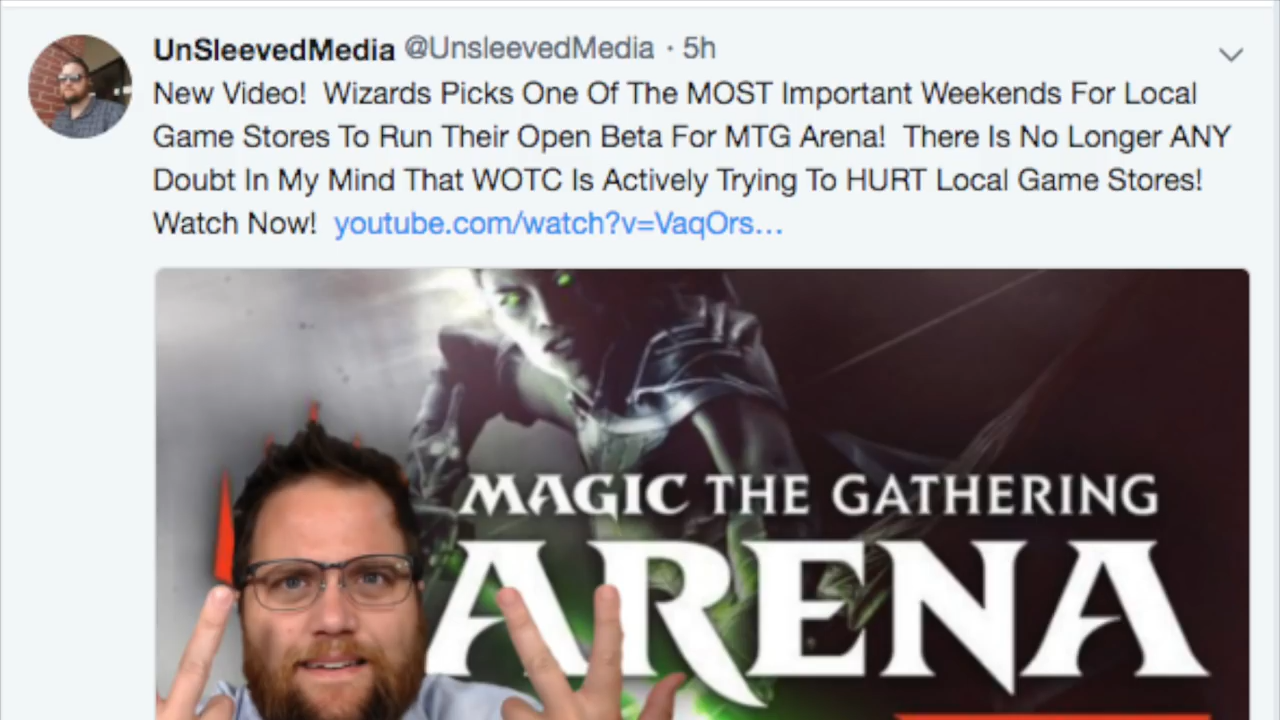 UnSleevedMedia @UnsleevedMedia · 5h
New Video!  Wizards Picks One Of The MOST Important Weekends For Local
Game Stores To Run Their Open Beta For MTG Arena!  There Is No Longer ANY
Doubt In My Mind That WOTC Is Actively Trying To HURT Local Game Stores!
Watch Now!  youtube.com/watch?v=VaqOrs...
MAGIC THE GATHERING
ARENA